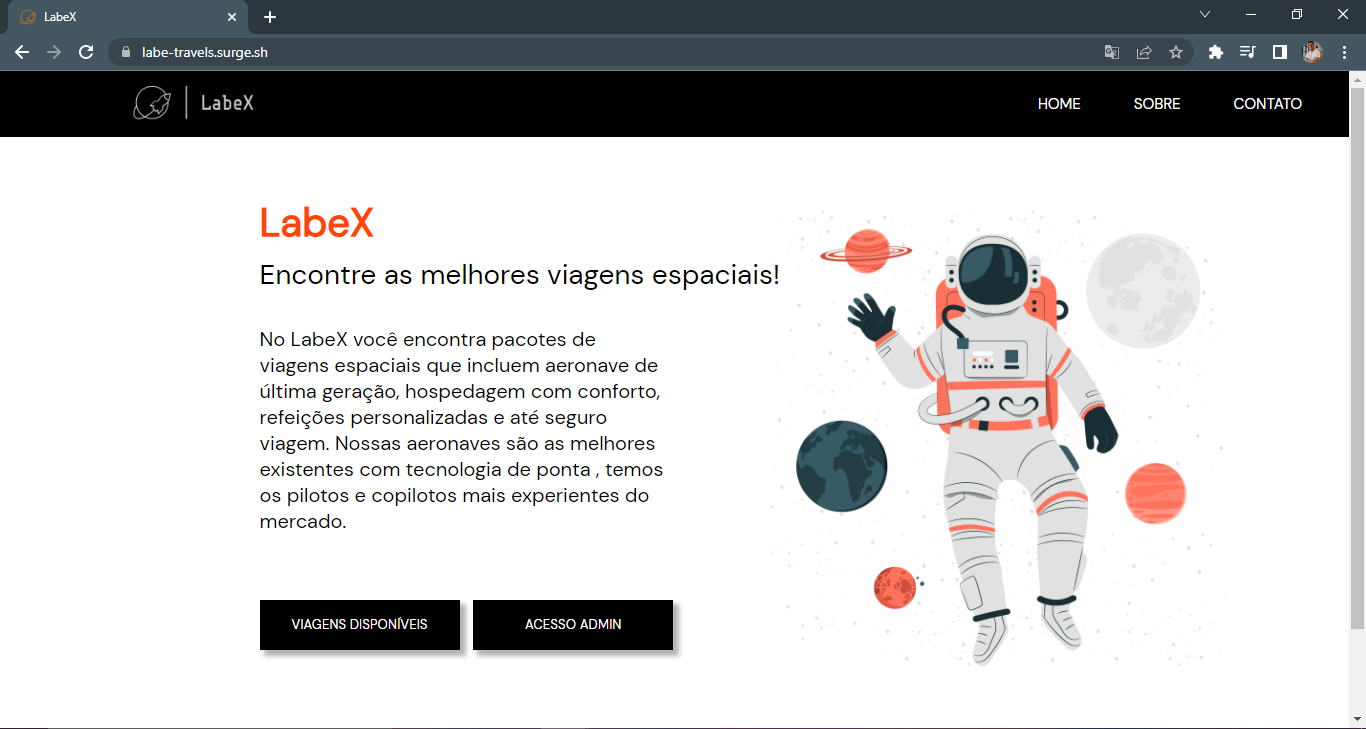 LabeX
labe-travels.surge.sh
LabeX
HOME SOBRE CONTATO
LabeX
Encontre as melhores viagens espaciais!
No LabeX você encontra pacotes de
viagens espaciais que incluem aeronave de
última geração, hospedagem com conforto,
refeições personalizadas e até seguro
viagem. Nossas aeronaves são as melhores
existentes com tecnologia de ponta , temos
os pilotos e copilotos mais experientes do
mercado.
VIAGENS DISPONÍVEIS ACESSO ADMIN